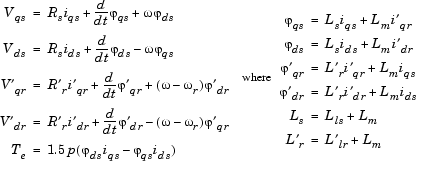 V_qs = R_s i_qs + d/dt φ_qs + ωφ_ds
V_ds = R_s i_ds + d/dt φ_ds – ωφ_qs
V'_qr = R'_r i'_qr + d/dt φ'_qr + (ω – ω_r)φ'_dr
V'_dr = R'_r i'_dr + d/dt φ'_dr – (ω – ω_r)φ'_qr
T_e = 1.5p(φ_ds i_qs – φ_qs i_ds)
where
φ_qs = L_s i_qs + L_m i'_qr
φ_ds = L_s i_ds + L_m i'_dr
φ'_qr = L'_r i'_qr + L_m i_qs
φ'_dr = L'_r i'_dr + L_m i_ds
L_s = L_ls + L_m
L'_r = L'_lr + L_m